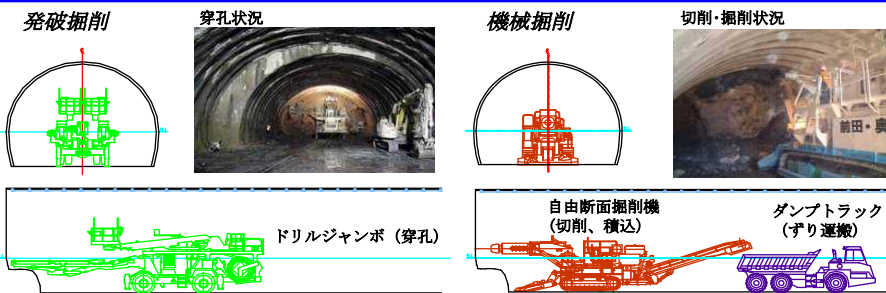 発破掘削
穿孔状況
ドリルジャンボ（穿孔）
機械掘削
切削・掘削状況
前田・
自由断面掘削機
(切削、積込)
ダンプトラック
(ずり運搬)